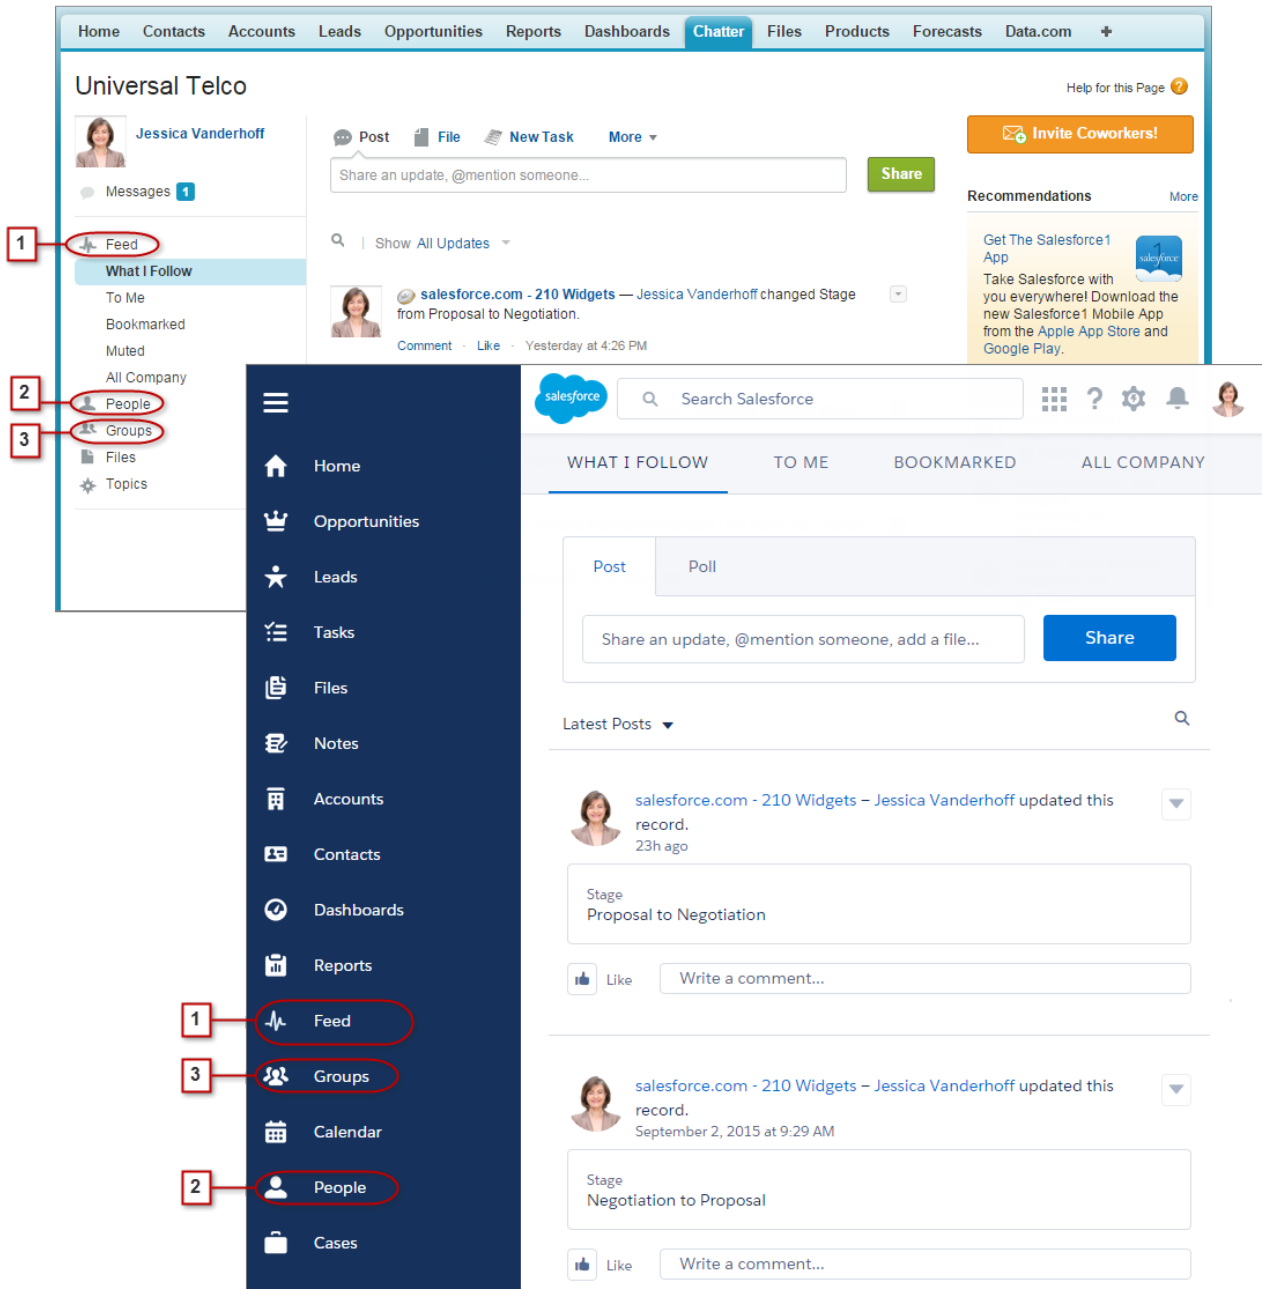 Home Contacts Accounts Leads Opportunities Reports Dashboards Chatter Files Products Forecasts Data.com +
Universal Telco
Help for this Page ?
Jessica Vanderhoff
Messages 1
1
Feed
What I Follow
To Me
Bookmarked
Muted
All Company
2
People
3
Groups
Files
Topics
Post File New Task More
Share an update, @mention someone...
Share
Show All Updates
salesforce.com - 210 Widgets — Jessica Vanderhoff changed Stage
from Proposal to Negotiation.
Comment · Like · Yesterday at 4:26 PM
Invite Coworkers!
Recommendations More
Get The Salesforce1
App
salesforce
1
Take Salesforce with
you everywhere! Download the
new Salesforce1 Mobile App
from the Apple App Store and
Google Play.
Home
Opportunities
Leads
Tasks
Files
Notes
Accounts
Contacts
Dashboards
Reports
1
Feed
3
Groups
Calendar
2
People
Cases
salesforce
Search Salesforce
?
WHAT I FOLLOW TO ME BOOKMARKED ALL COMPANY
Post Poll
Share an update, @mention someone, add a file...
Share
Latest Posts
salesforce.com - 210 Widgets – Jessica Vanderhoff updated this
record.
23h ago
Stage
Proposal to Negotiation
Like
Write a comment...
salesforce.com - 210 Widgets – Jessica Vanderhoff updated this
record.
September 2, 2015 at 9:29 AM
Stage
Negotiation to Proposal
Like
Write a comment...